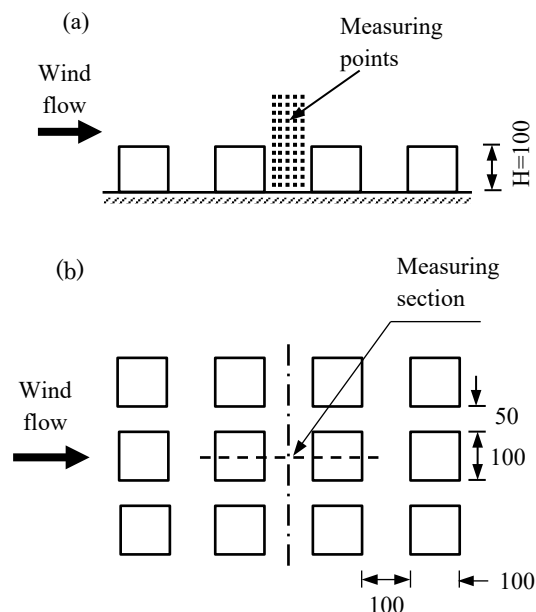 (a)
Measuring
points
Wind
flow
H=100
(b)
Measuring
section
Wind
flow
50
100
100
100